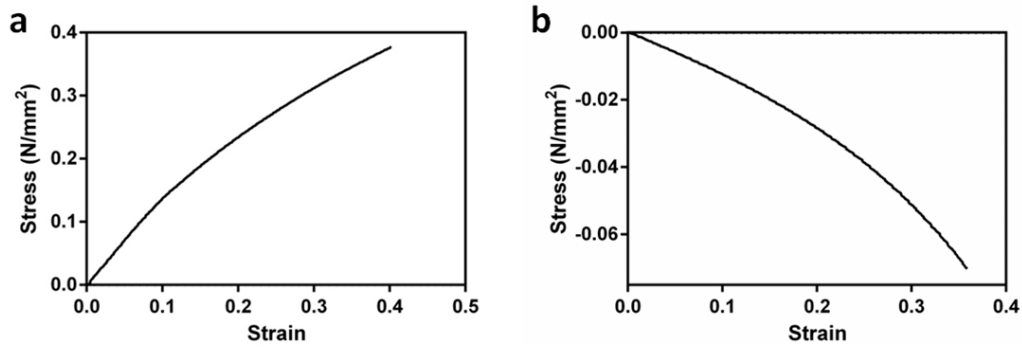 a
0.4
0.3
0.2
0.1
0.0
Stress (N/mm²)
0.0 0.1 0.2 0.3 0.4 0.5
Strain
b
0.00
-0.02
-0.04
-0.06
Stress (N/mm²)
0.0 0.1 0.2 0.3 0.4
Strain